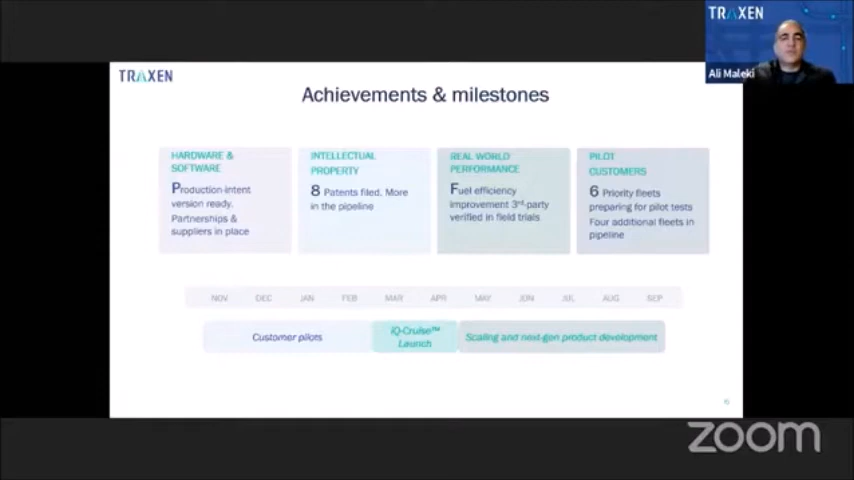 TRAXEN
Ali Maleki
TRAXEN
Achievements & milestones
HARDWARE &
SOFTWARE
Production-intent
version ready.
Partnerships &
suppliers in place
INTELLECTUAL
PROPERTY
8 Patents filed. More
in the pipeline
REAL WORLD
PERFORMANCE
Fuel efficiency
improvement 3rd-party
verified in field trials
PILOT
CUSTOMERS
6 Priority fleets
preparing for pilot tests
Four additional fleets in
pipeline
NOV DEC JAN FEB MAR APR MAY JUN JUL AUG SEP
Customer pilots
iQ-Cruise™
Launch
Scaling and next-gen product development
zoom